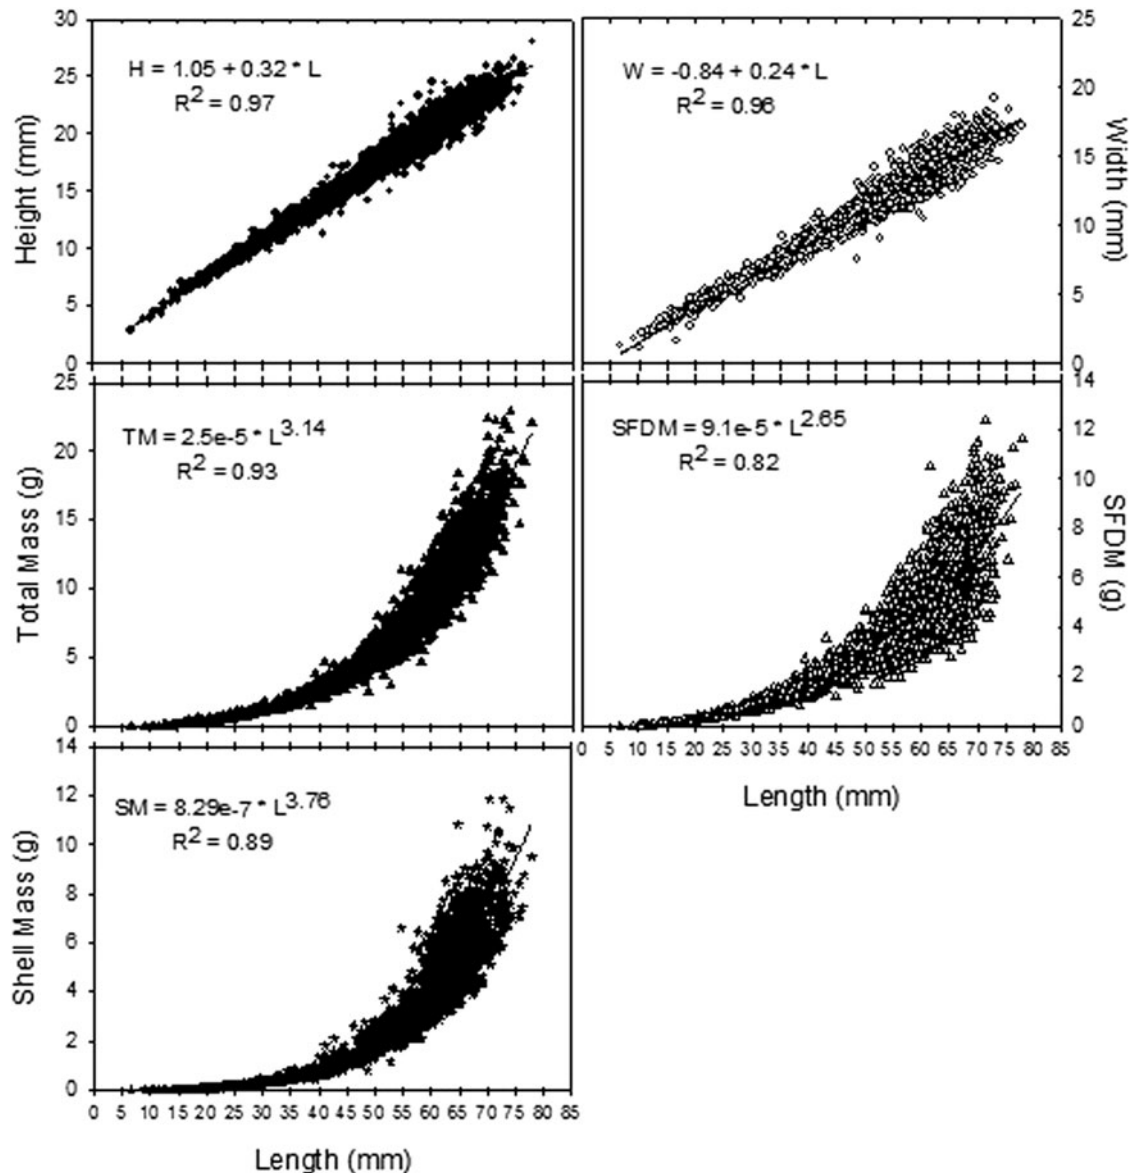 30
25
20
15
10
5
0
Height (mm)
H = 1.05 + 0.32 * L
R2 = 0.97
25
20
15
10
5
0
Width (mm)
W = -0.84 + 0.24 * L
R2 = 0.96
25
20
15
10
5
0
Total Mass (g)
TM = 2.5e-5 * L3.14
R2 = 0.93
14
12
10
8
6
4
2
0
SFDM (g)
SFDM = 9.1e-5 * L2.65
R2 = 0.82
0 5 10 15 20 25 30 35 40 45 50 55 60 65 70 75 80 85
Length (mm)
14
12
10
8
6
4
2
0
Shell Mass (g)
SM = 8.29e-7 * L3.76
R2 = 0.89
0 5 10 15 20 25 30 35 40 45 50 55 60 65 70 75 80 85
Length (mm)